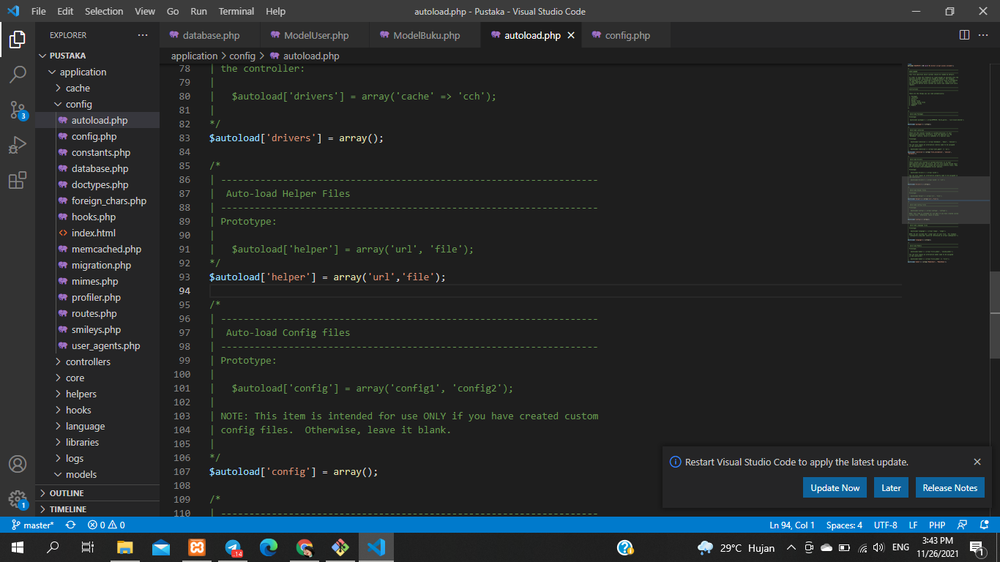 File Edit Selection View Go Run Terminal Help
autoload.php - Pustaka - Visual Studio Code
EXPLORER
PUSTAKA
application
cache
config
autoload.php
config.php
constants.php
database.php
doctypes.php
foreign_chars.php
hooks.php
index.html
memcached.php
migration.php
mimes.php
profiler.php
routes.php
smileys.php
user_agents.php
controllers
core
helpers
hooks
language
libraries
logs
models
OUTLINE
TIMELINE
3
1
database.php ModelUser.php ModelBuku.php autoload.php config.php
application > config > autoload.php
78 | the controller:
79 |
80 |   $autoload['drivers'] = array('cache' => 'cch');
81 |
82 */
83 $autoload['drivers'] = array();
84
85 /*
86 | -------------------------------------------------------------------
87 |  Auto-load Helper Files
88 | -------------------------------------------------------------------
89 | Prototype:
90 |
91 |   $autoload['helper'] = array('url', 'file');
92 */
93 $autoload['helper'] = array('url','file');
94
95 /*
96 | -------------------------------------------------------------------
97 |  Auto-load Config files
98 | -------------------------------------------------------------------
99 | Prototype:
100 |
101 |   $autoload['config'] = array('config1', 'config2');
102 |
103 | NOTE: This item is intended for use ONLY if you have created custom
104 | config files.  Otherwise, leave it blank.
105 |
106 */
107 $autoload['config'] = array();
108
109 /*
110 | -------------------------------------------------------------------
Restart Visual Studio Code to apply the latest update.
Update Now Later Release Notes
master* 0 0 Ln 94, Col 1 Spaces: 4 UTF-8 LF PHP
14
29°C Hujan ENG 3:43 PM
11/26/2021
1